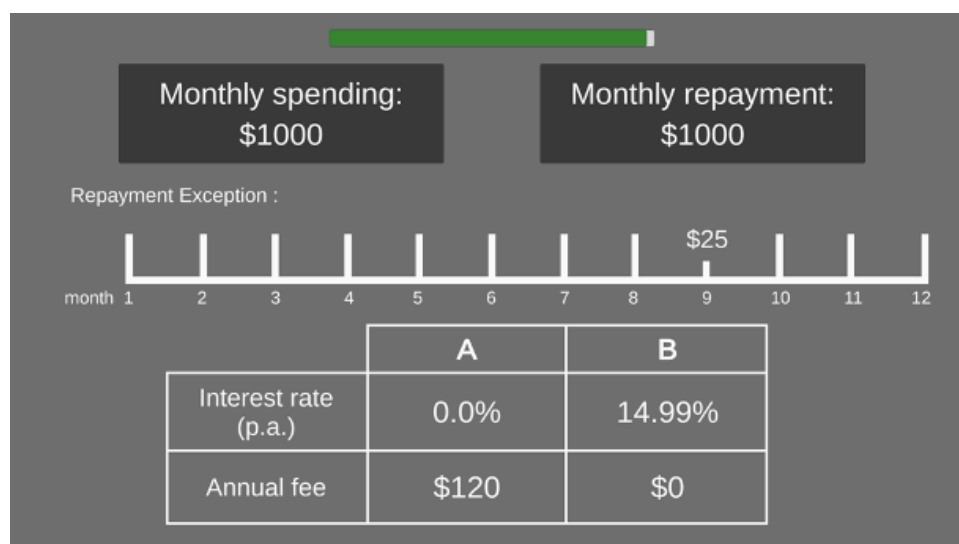 Monthly spending:
$1000
Monthly repayment:
$1000
Repayment Exception :
$25
month 1 2 3 4 5 6 7 8 9 10 11 12
A B
Interest rate
(p.a.)
0.0% 14.99%
Annual fee $120 $0